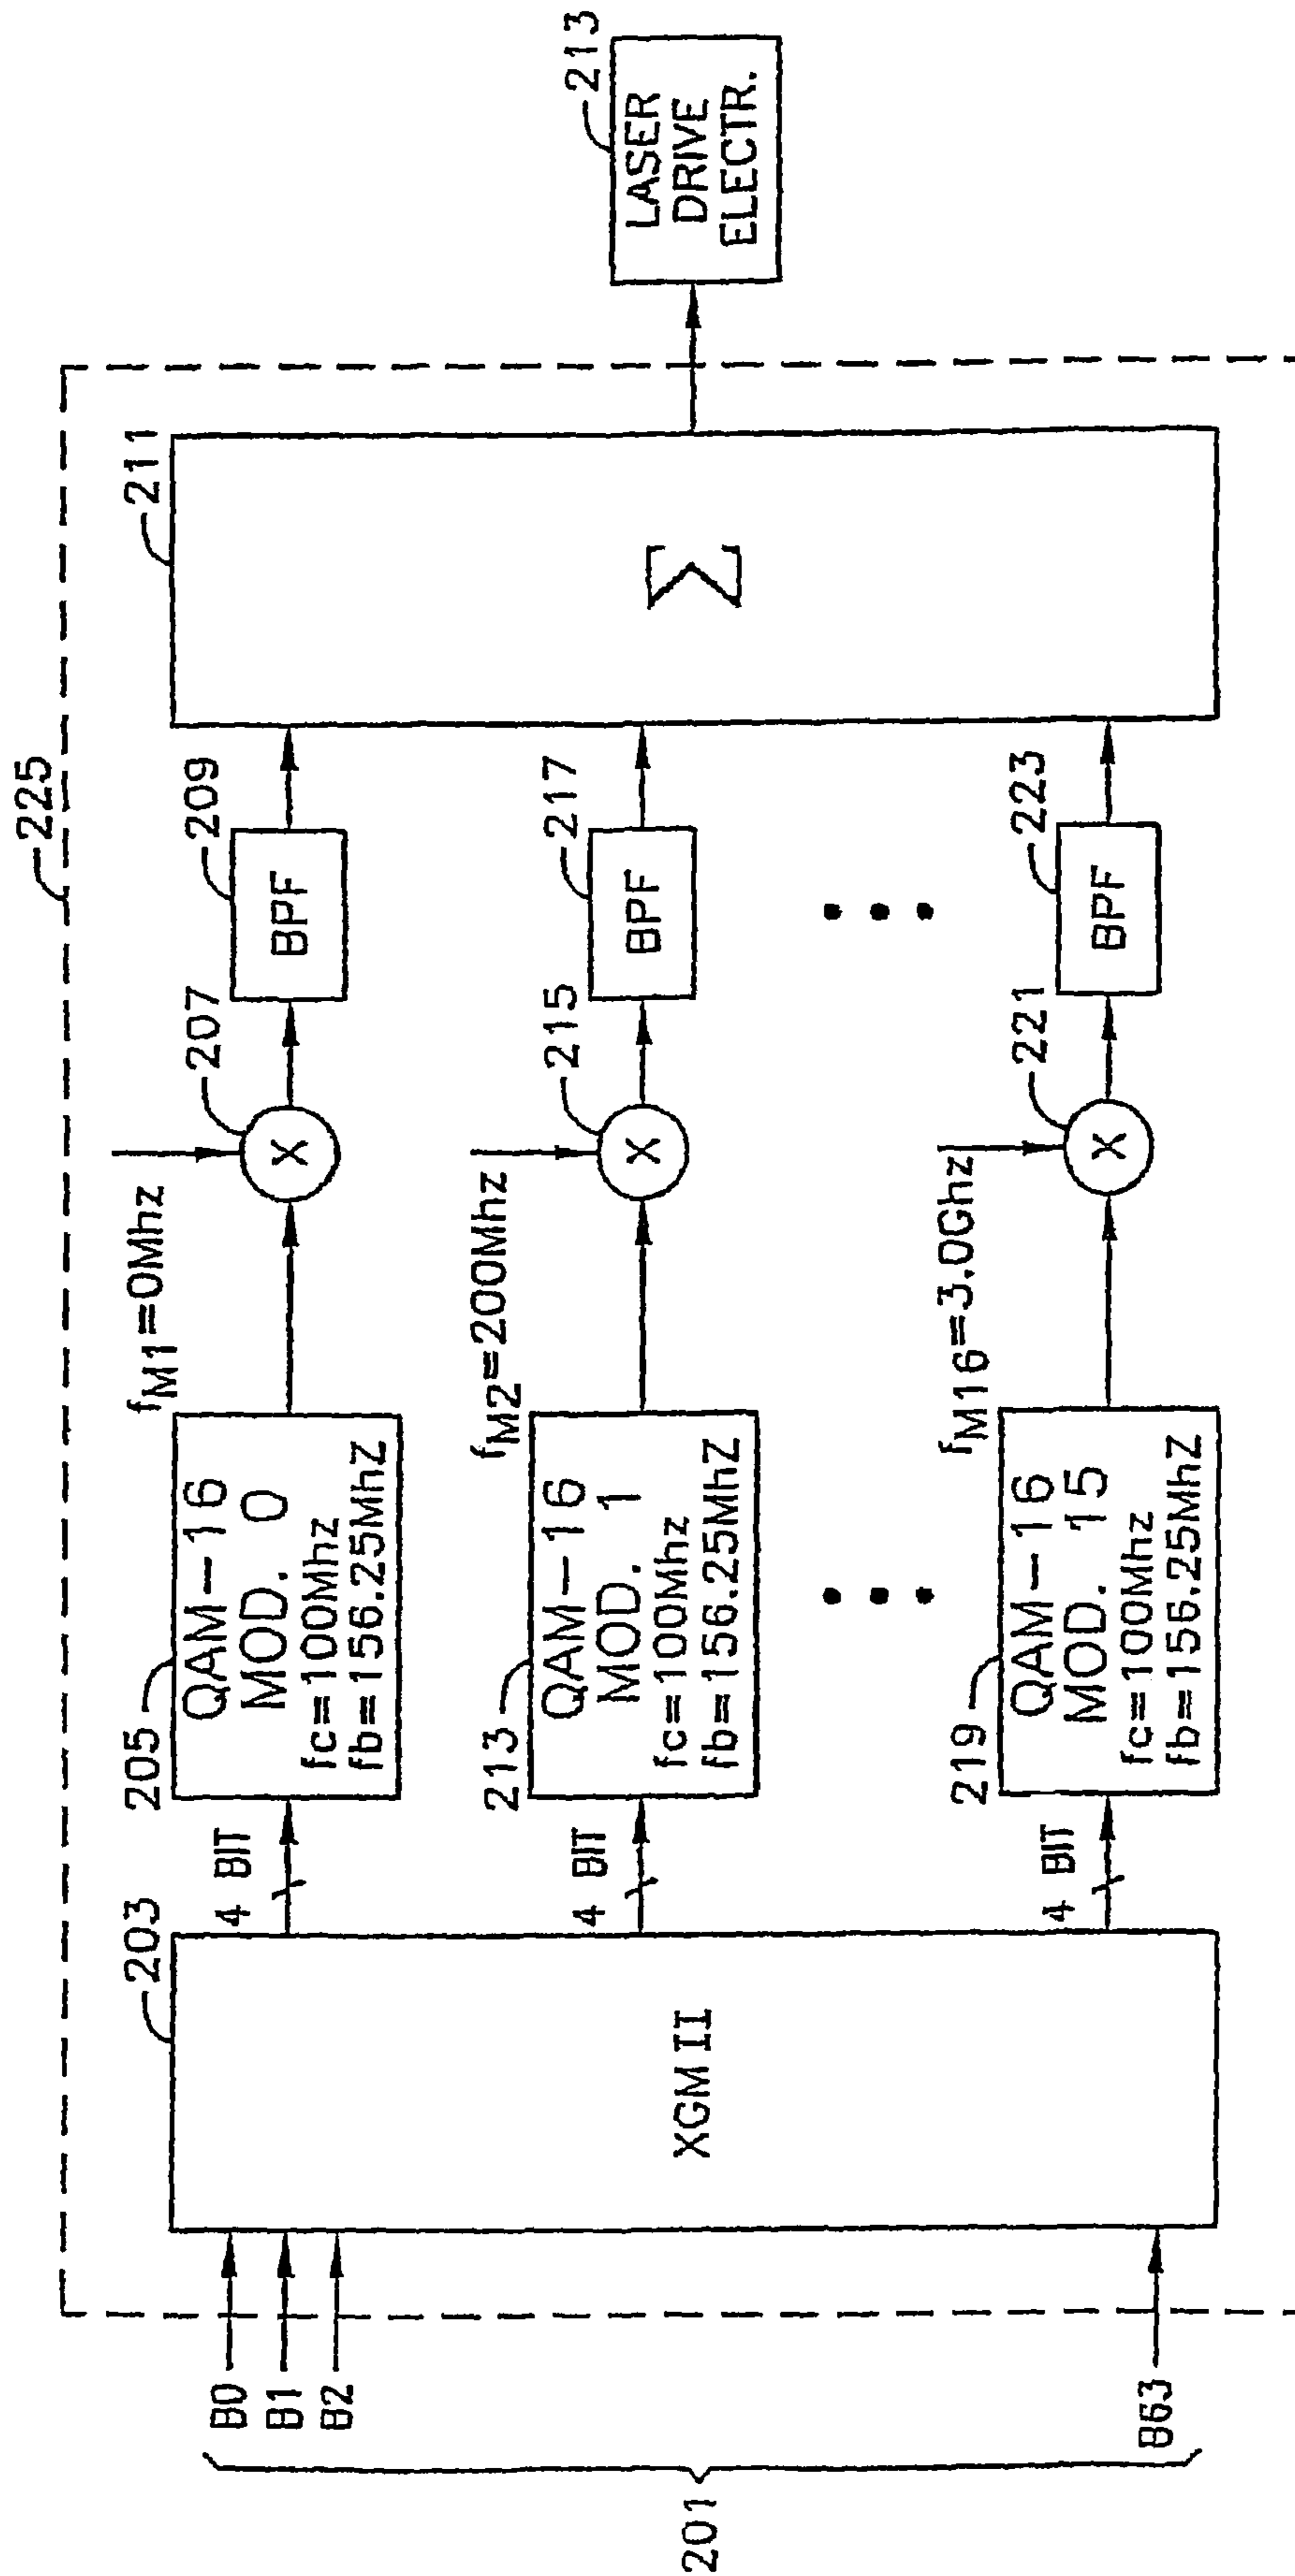 225
201
B0
B1
B2
B63
203
XGMII
4 BIT
4 BIT
4 BIT
205
QAM-16
MOD. 0
fc=100Mhz
fb=156.25MhZ
213
QAM-16
MOD. 1
fc=100Mhz
fb=156.25MhZ
219
QAM-16
MOD. 15
fc=100Mhz
fb=156.25MhZ
fM1=0Mhz
207
X
fM2=200Mhz
215
X
fM16=3.0Ghz
221
X
209
BPF
217
BPF
223
BPF
211
Σ
213
LASER
DRIVE
ELECTR.